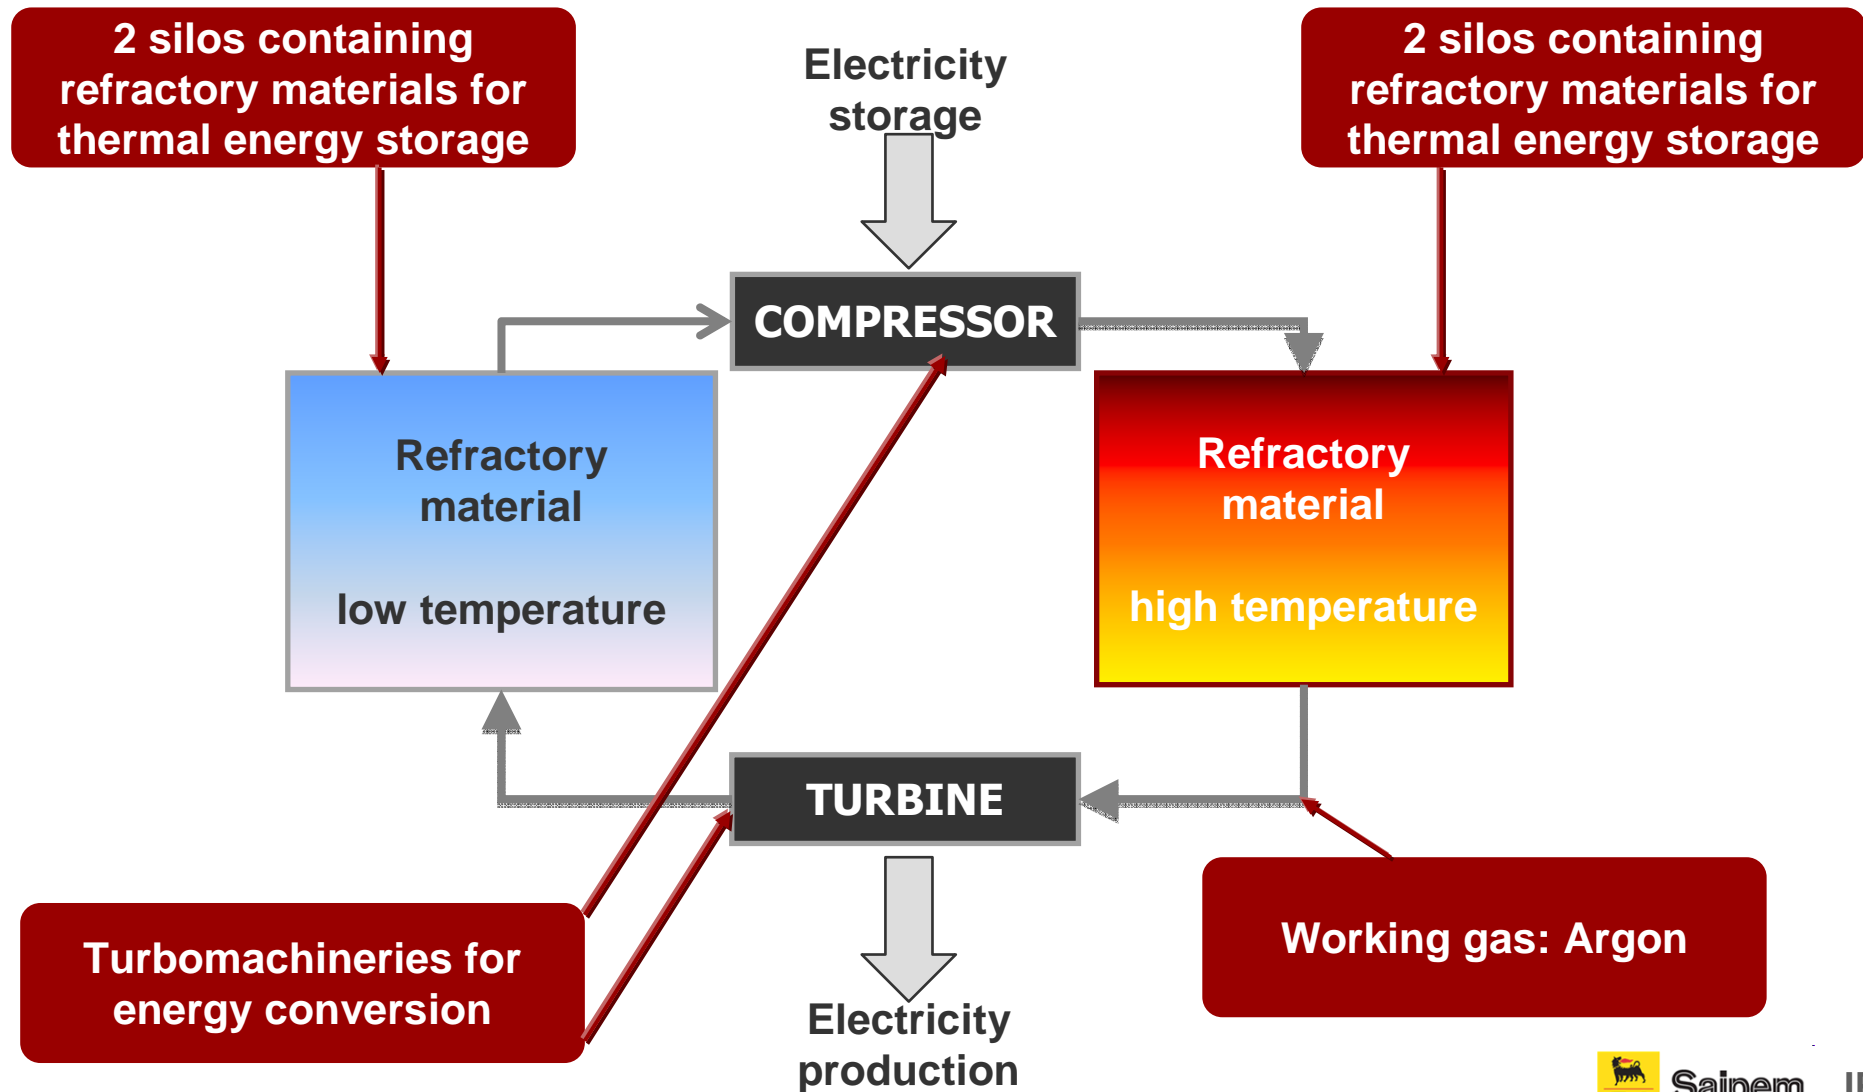 2 silos containing
refractory materials for
thermal energy storage
Electricity
storage
2 silos containing
refractory materials for
thermal energy storage
COMPRESSOR
Refractory
material
low temperature
Refractory
material
high temperature
TURBINE
Turbomachineries for
energy conversion
Working gas: Argon
Electricity
production
Saipem